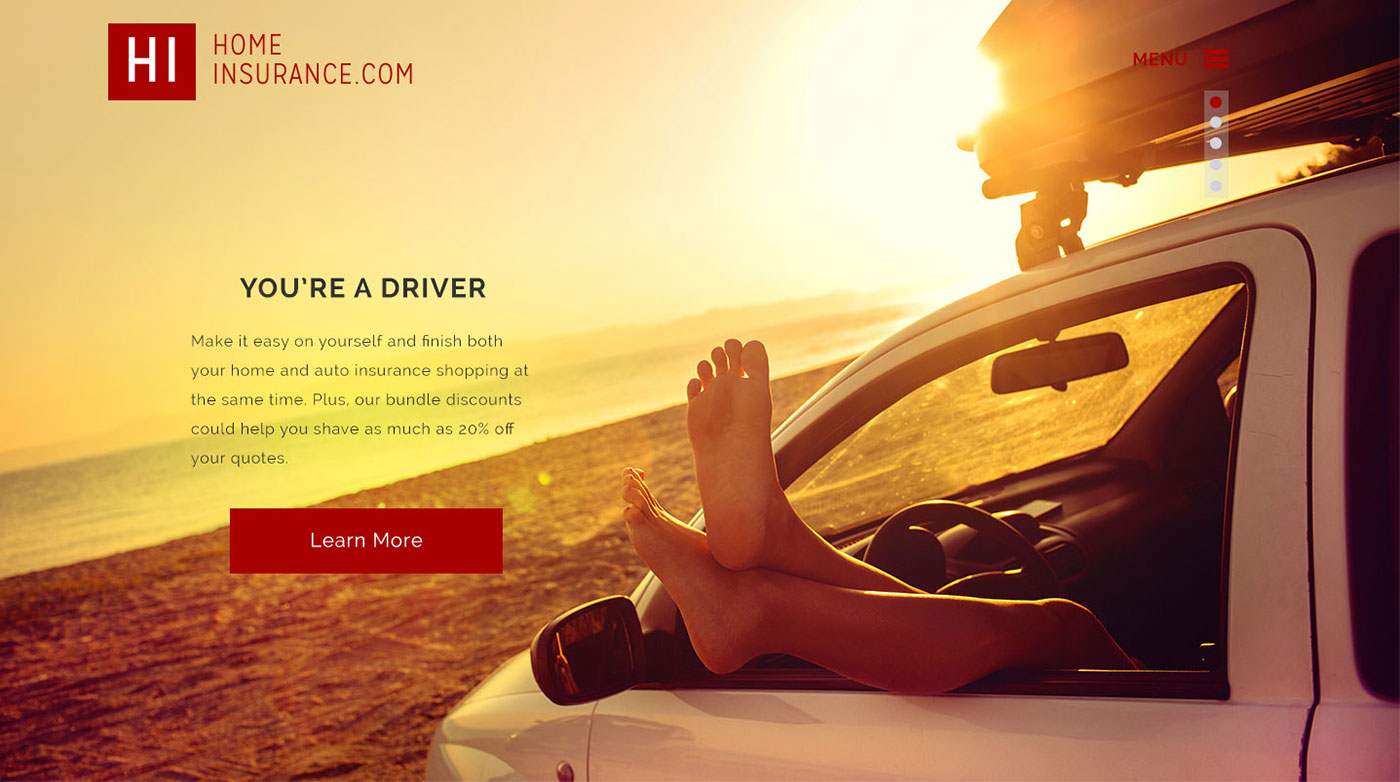 HI
HOME
INSURANCE.COM
MENU
YOU’RE A DRIVER
Make it easy on yourself and finish both
your home and auto insurance shopping at
the same time. Plus, our bundle discounts
could help you shave as much as 20% off
your quotes.
Learn More